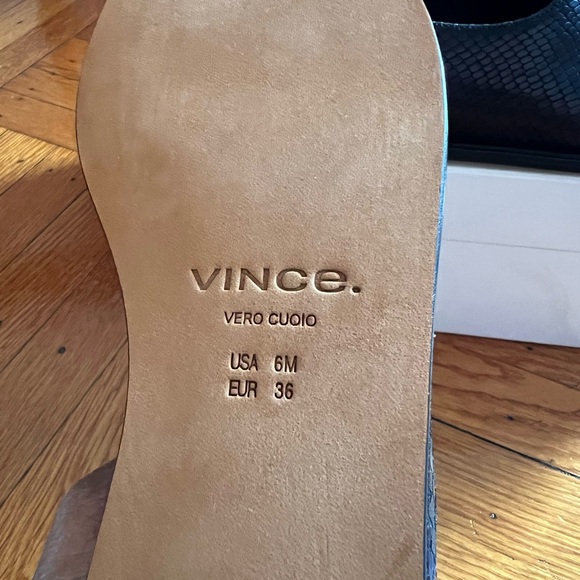 VINCe.
VERO CUOIO
USA 6M
EUR 36